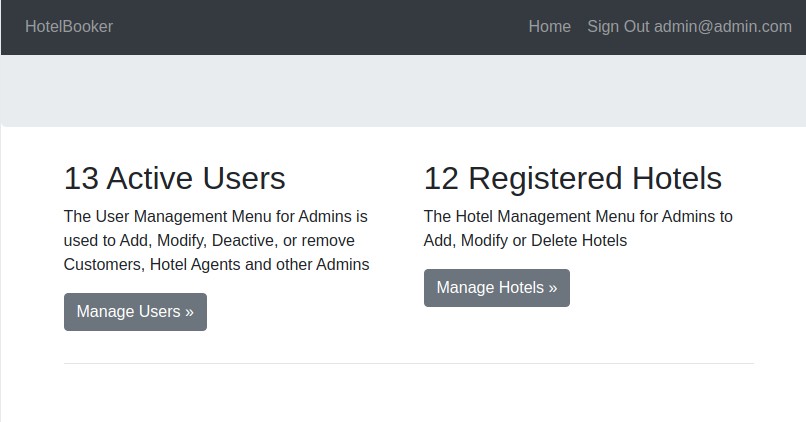 HotelBooker
Home
Sign Out admin@admin.com
13 Active Users
The User Management Menu for Admins is
used to Add, Modify, Deactive, or remove
Customers, Hotel Agents and other Admins
Manage Users »
12 Registered Hotels
The Hotel Management Menu for Admins to
Add, Modify or Delete Hotels
Manage Hotels »